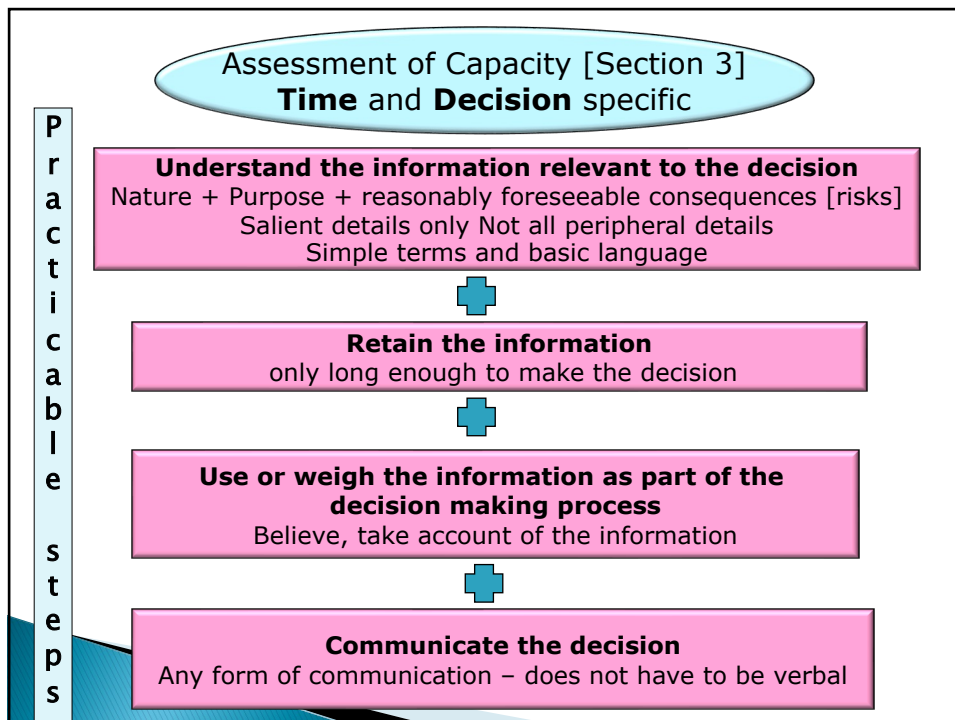 Assessment of Capacity [Section 3]
Time and Decision specific
Practicable steps
Understand the information relevant to the decision
Nature + Purpose + reasonably foreseeable consequences [risks]
Salient details only Not all peripheral details
Simple terms and basic language
Retain the information
only long enough to make the decision
Use or weigh the information as part of the
decision making process
Believe, take account of the information
Communicate the decision
Any form of communication – does not have to be verbal